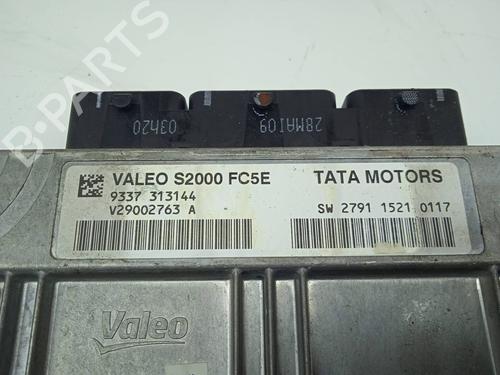 03h20
28MAI09
VALEO S2000 FC5E TATA MOTORS
9337 313144
V29002763 A SW 2791 1521 0117
Valeo
B-PARTS